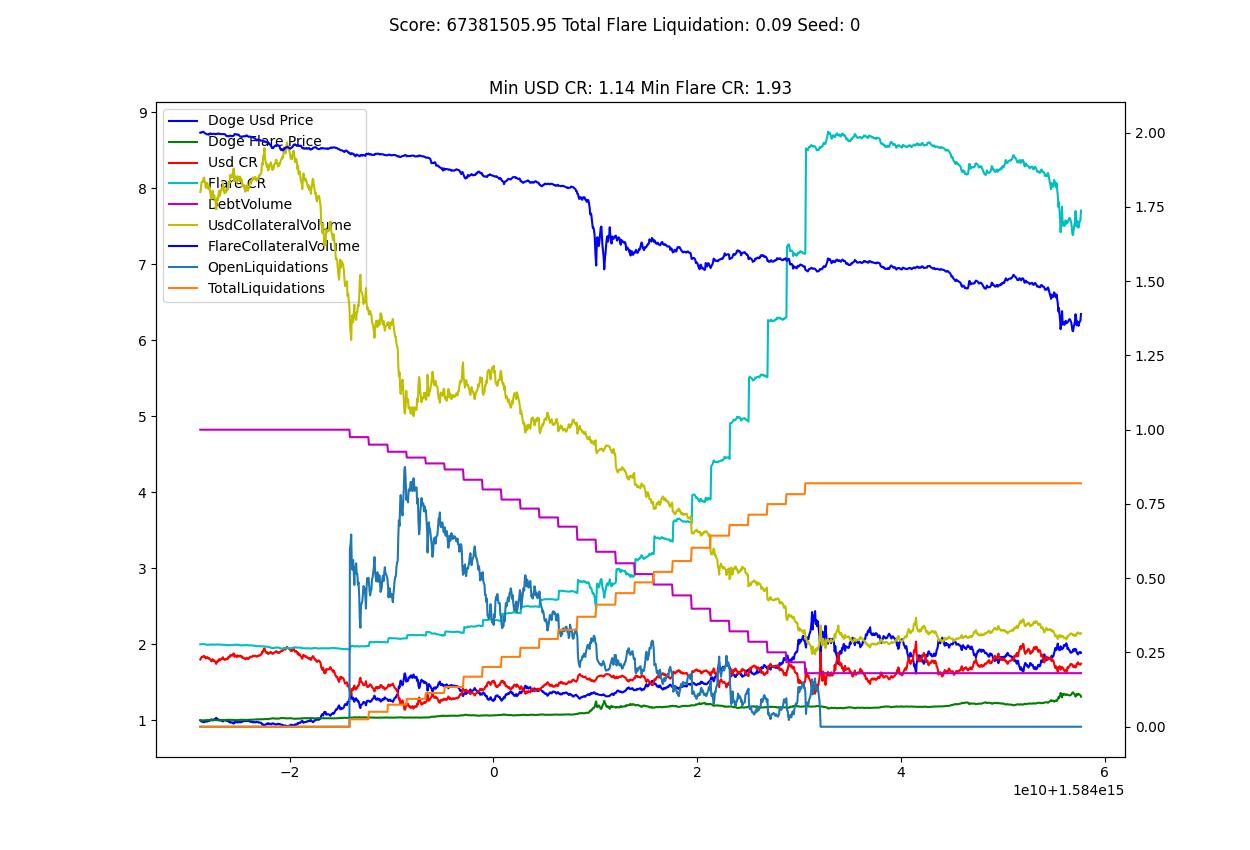 Score: 67381505.95 Total Flare Liquidation: 0.09 Seed: 0
Min USD CR: 1.14 Min Flare CR: 1.93
Doge Usd Price
Doge Flare Price
Usd CR
Flare CR
DebtVolume
UsdCollateralVolume
FlareCollateralVolume
OpenLiquidations
TotalLiquidations
9
8
7
6
5
4
3
2
1
2.00
1.75
1.50
1.25
1.00
0.75
0.50
0.25
0.00
−2
0
2
4
6
1e10+1.584e15